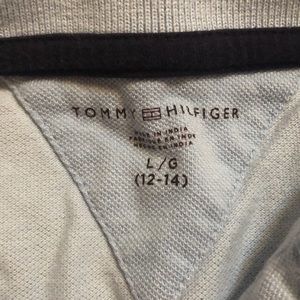 TOMMY HILFIGER
MADE IN INDIA
FABRIQUÉ EN INDE
HECHO EN INDIA
L/G
(12-14)